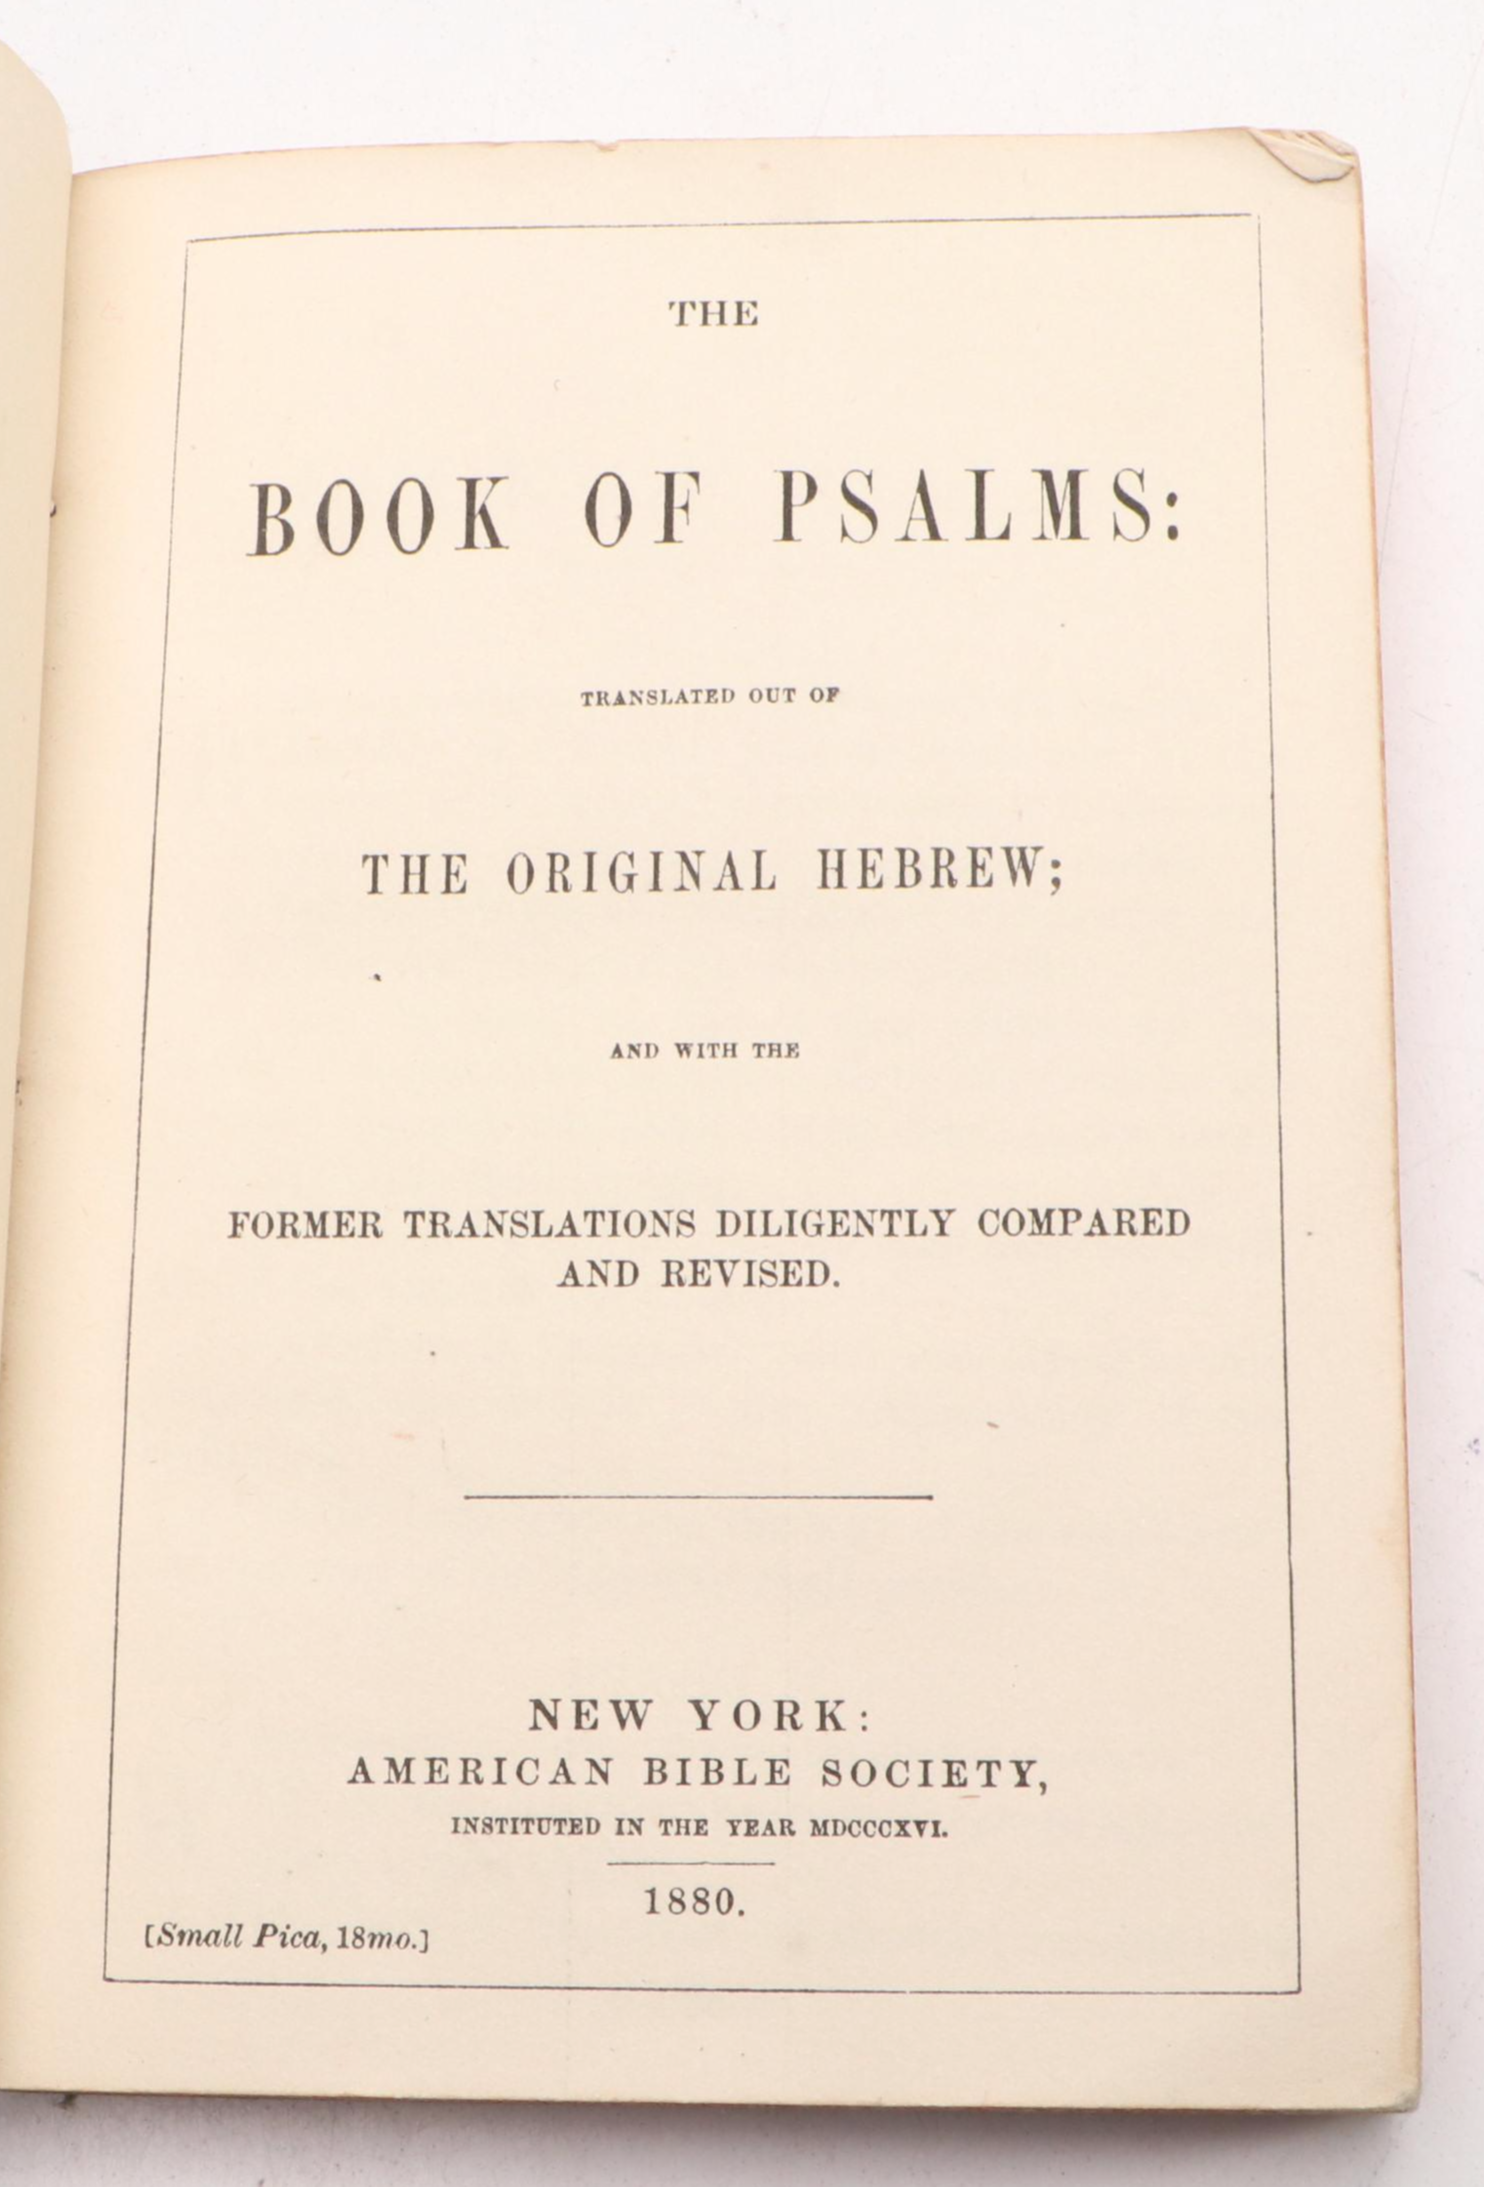 THE
BOOK OF PSALMS:
TRANSLATED OUT OF
THE ORIGINAL HEBREW;
AND WITH THE
FORMER TRANSLATIONS DILIGENTLY COMPARED
AND REVISED.
NEW YORK:
AMERICAN BIBLE SOCIETY,
INSTITUTED IN THE YEAR MDCCCXVI.
1880.
[Small Pica, 18mo.]